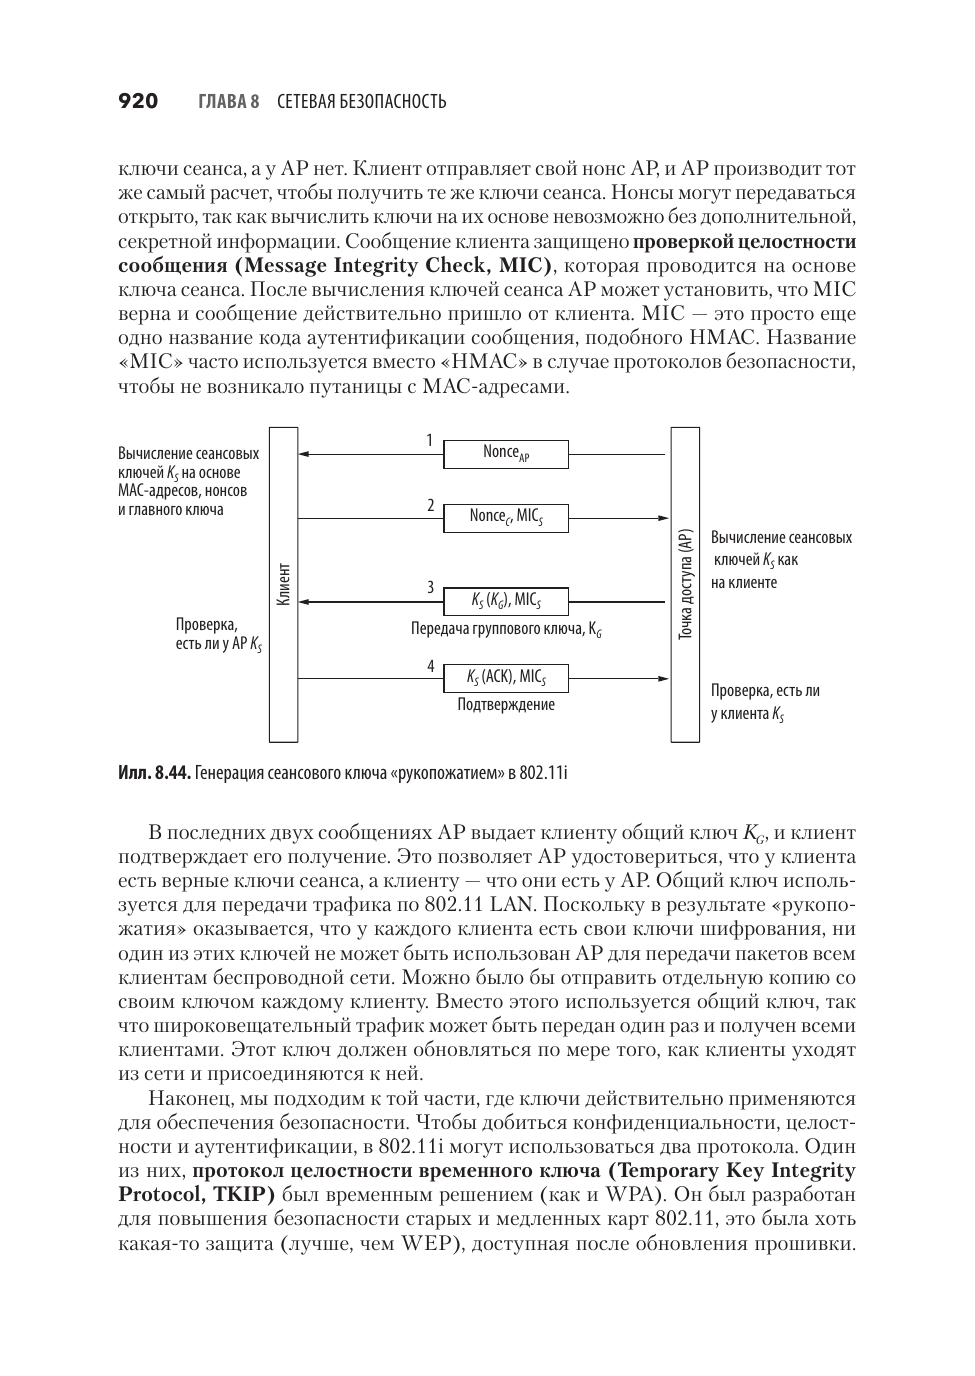 920 ГЛАВА 8 СЕТЕВАЯ БЕЗОПАСНОСТЬ
ключи сеанса, а у AP нет. Клиент отправляет свой нонс AP, и AP производит тот
же самый расчет, чтобы получить те же ключи сеанса. Нонсы могут передаваться
открыто, так как вычислить ключи на их основе невозможно без дополнительной,
секретной информации. Сообщение клиента защищено проверкой целостности
сообщения (Message Integrity Check, MIC), которая проводится на основе
ключа сеанса. После вычисления ключей сеанса AP может установить, что MIC
верна и сообщение действительно пришло от клиента. MIC — это просто еще
одно название кода аутентификации сообщения, подобного HMAC. Название
«MIC» часто используется вместо «HMAC» в случае протоколов безопасности,
чтобы не возникало путаницы с MAC-адресами.
Вычисление сеансовых
ключей K_S на основе
MAC-адресов, нонсов
и главного ключа
Проверка,
есть ли у AP K_S
Клиент
1
Nonce_AP
2
Nonce_C, MIC_S
3
K_S (K_G), MIC_S
Передача группового ключа, K_G
4
K_S (ACK), MIC_S
Подтверждение
Точка доступа (AP)
Вычисление сеансовых
ключей K_S как
на клиенте
Проверка, есть ли
у клиента K_S
Илл. 8.44. Генерация сеансового ключа «рукопожатием» в 802.11i
В последних двух сообщениях AP выдает клиенту общий ключ K_G, и клиент
подтверждает его получение. Это позволяет AP удостовериться, что у клиента
есть верные ключи сеанса, а клиенту — что они есть у AP. Общий ключ исполь-
зуется для передачи трафика по 802.11 LAN. Поскольку в результате «рукопо-
жатия» оказывается, что у каждого клиента есть свои ключи шифрования, ни
один из этих ключей не может быть использован AP для передачи пакетов всем
клиентам беспроводной сети. Можно было бы отправить отдельную копию со
своим ключом каждому клиенту. Вместо этого используется общий ключ, так
что широковещательный трафик может быть передан один раз и получен всеми
клиентами. Этот ключ должен обновляться по мере того, как клиенты уходят
из сети и присоединяются к ней.
Наконец, мы подходим к той части, где ключи действительно применяются
для обеспечения безопасности. Чтобы добиться конфиденциальности, целост-
ности и аутентификации, в 802.11i могут использоваться два протокола. Один
из них, протокол целостности временного ключа (Temporary Key Integrity
Protocol, TKIP) был временным решением (как и WPA). Он был разработан
для повышения безопасности старых и медленных карт 802.11, это была хоть
какая-то защита (лучше, чем WEP), доступная после обновления прошивки.